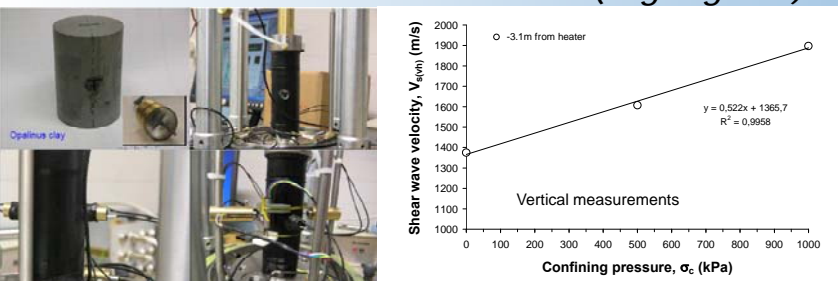 Opalinus clay
Shear wave velocity, Vs(vh) (m/s)
2000
1900
1800
1700
1600
1500
1400
1300
1200
1100
1000
-3.1m from heater
y = 0,522x + 1365,7
R² = 0,9958
Vertical measurements
0 100 200 300 400 500 600 700 800 900 1000
Confining pressure, σc (kPa)